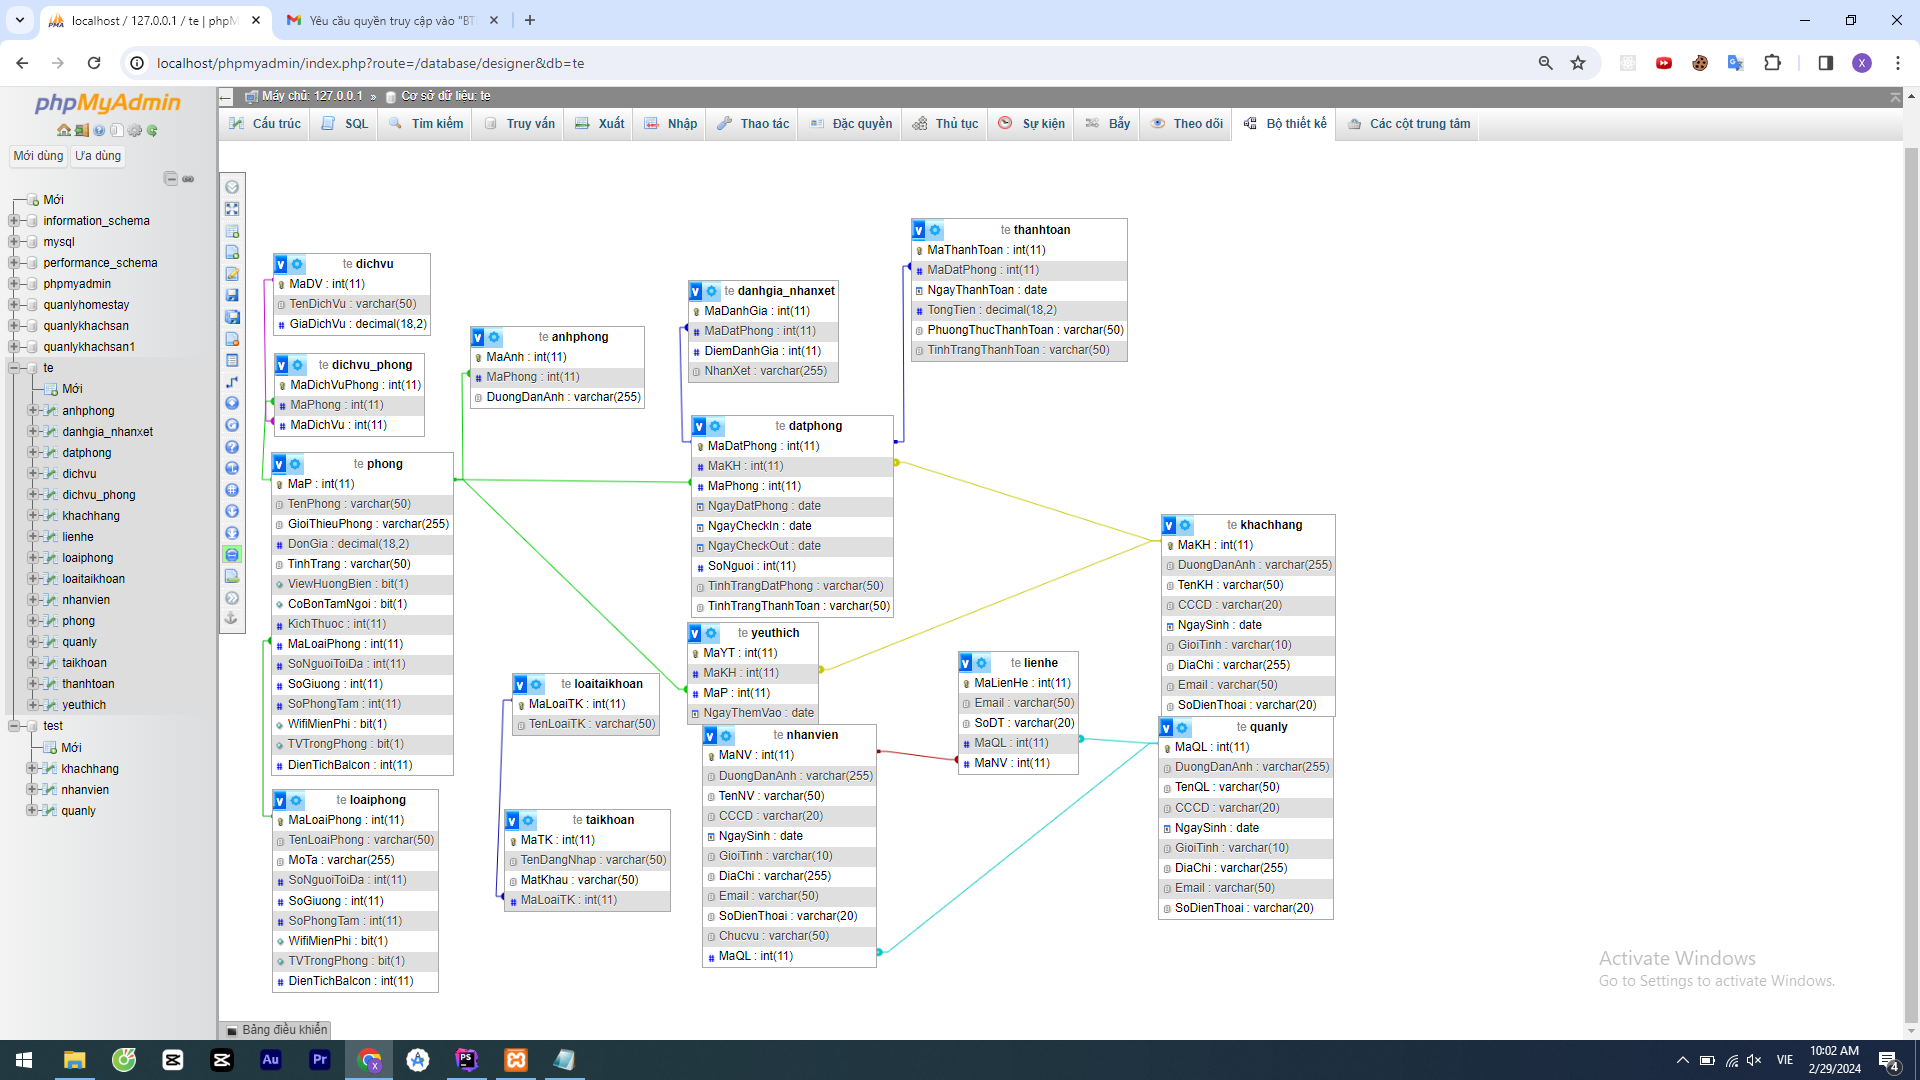 localhost / 127.0.0.1 / te | phpM
Yêu cầu quyền truy cập vào "BT
localhost/phpmyadmin/index.php?route=/database/designer&db=te
X
phpMyAdmin
Mới dùng
Ưa dùng
Mới
information_schema
mysql
performance_schema
phpmyadmin
quanlyhomestay
quanlykhachsan
quanlykhachsan1
te
Mới
anhphong
danhgia_nhanxet
datphong
dichvu
dichvu_phong
khachhang
lienhe
loaiphong
loaitaikhoan
nhanvien
phong
quanly
taikhoan
thanhtoan
yeuthich
test
Mới
khachhang
nhanvien
quanly
Máy chủ: 127.0.0.1 » Cơ sở dữ liệu: te
Cấu trúc
SQL
Tìm kiếm
Truy vấn
Xuất
Nhập
Thao tác
Đặc quyền
Thủ tục
Sự kiện
Bẫy
Theo dõi
Bộ thiết kế
Các cột trung tâm
te dichvu
MaDV : int(11)
TenDichVu : varchar(50)
GiaDichVu : decimal(18,2)
te dichvu_phong
MaDichVuPhong : int(11)
MaPhong : int(11)
MaDichVu : int(11)
te phong
MaP : int(11)
TenPhong : varchar(50)
GioiThieuPhong : varchar(255)
DonGia : decimal(18,2)
TinhTrang : varchar(50)
ViewHuongBien : bit(1)
CoBonTamNgoi : bit(1)
KichThuoc : int(11)
MaLoaiPhong : int(11)
SoNguoiToiDa : int(11)
SoGiuong : int(11)
SoPhongTam : int(11)
WifiMienPhi : bit(1)
TVTrongPhong : bit(1)
DienTichBalcon : int(11)
te loaiphong
MaLoaiPhong : int(11)
TenLoaiPhong : varchar(50)
MoTa : varchar(255)
SoNguoiToiDa : int(11)
SoGiuong : int(11)
SoPhongTam : int(11)
WifiMienPhi : bit(1)
TVTrongPhong : bit(1)
DienTichBalcon : int(11)
te anhphong
MaAnh : int(11)
MaPhong : int(11)
DuongDanAnh : varchar(255)
te loaitaikhoan
MaLoaiTK : int(11)
TenLoaiTK : varchar(50)
te taikhoan
MaTK : int(11)
TenDangNhap : varchar(50)
MatKhau : varchar(50)
MaLoaiTK : int(11)
te danhgia_nhanxet
MaDanhGia : int(11)
MaDatPhong : int(11)
DiemDanhGia : int(11)
NhanXet : varchar(255)
te datphong
MaDatPhong : int(11)
MaKH : int(11)
MaPhong : int(11)
NgayDatPhong : date
NgayCheckIn : date
NgayCheckOut : date
SoNguoi : int(11)
TinhTrangDatPhong : varchar(50)
TinhTrangThanhToan : varchar(50)
te yeuthich
MaYT : int(11)
MaKH : int(11)
MaP : int(11)
NgayThemVao : date
te nhanvien
MaNV : int(11)
DuongDanAnh : varchar(255)
TenNV : varchar(50)
CCCD : varchar(20)
NgaySinh : date
GioiTinh : varchar(10)
DiaChi : varchar(255)
Email : varchar(50)
SoDienThoai : varchar(20)
Chucvu : varchar(50)
MaQL : int(11)
te thanhtoan
MaThanhToan : int(11)
MaDatPhong : int(11)
NgayThanhToan : date
TongTien : decimal(18,2)
PhuongThucThanhToan : varchar(50)
TinhTrangThanhToan : varchar(50)
te lienhe
MaLienHe : int(11)
Email : varchar(50)
SoDT : varchar(20)
MaQL : int(11)
MaNV : int(11)
te khachhang
MaKH : int(11)
DuongDanAnh : varchar(255)
TenKH : varchar(50)
CCCD : varchar(20)
NgaySinh : date
GioiTinh : varchar(10)
DiaChi : varchar(255)
Email : varchar(50)
SoDienThoai : varchar(20)
te quanly
MaQL : int(11)
DuongDanAnh : varchar(255)
TenQL : varchar(50)
CCCD : varchar(20)
NgaySinh : date
GioiTinh : varchar(10)
DiaChi : varchar(255)
Email : varchar(50)
SoDienThoai : varchar(20)
Activate Windows
Go to Settings to activate Windows.
Bảng điều khiển
Au
Pr
VIE
10:02 AM
2/29/2024
4